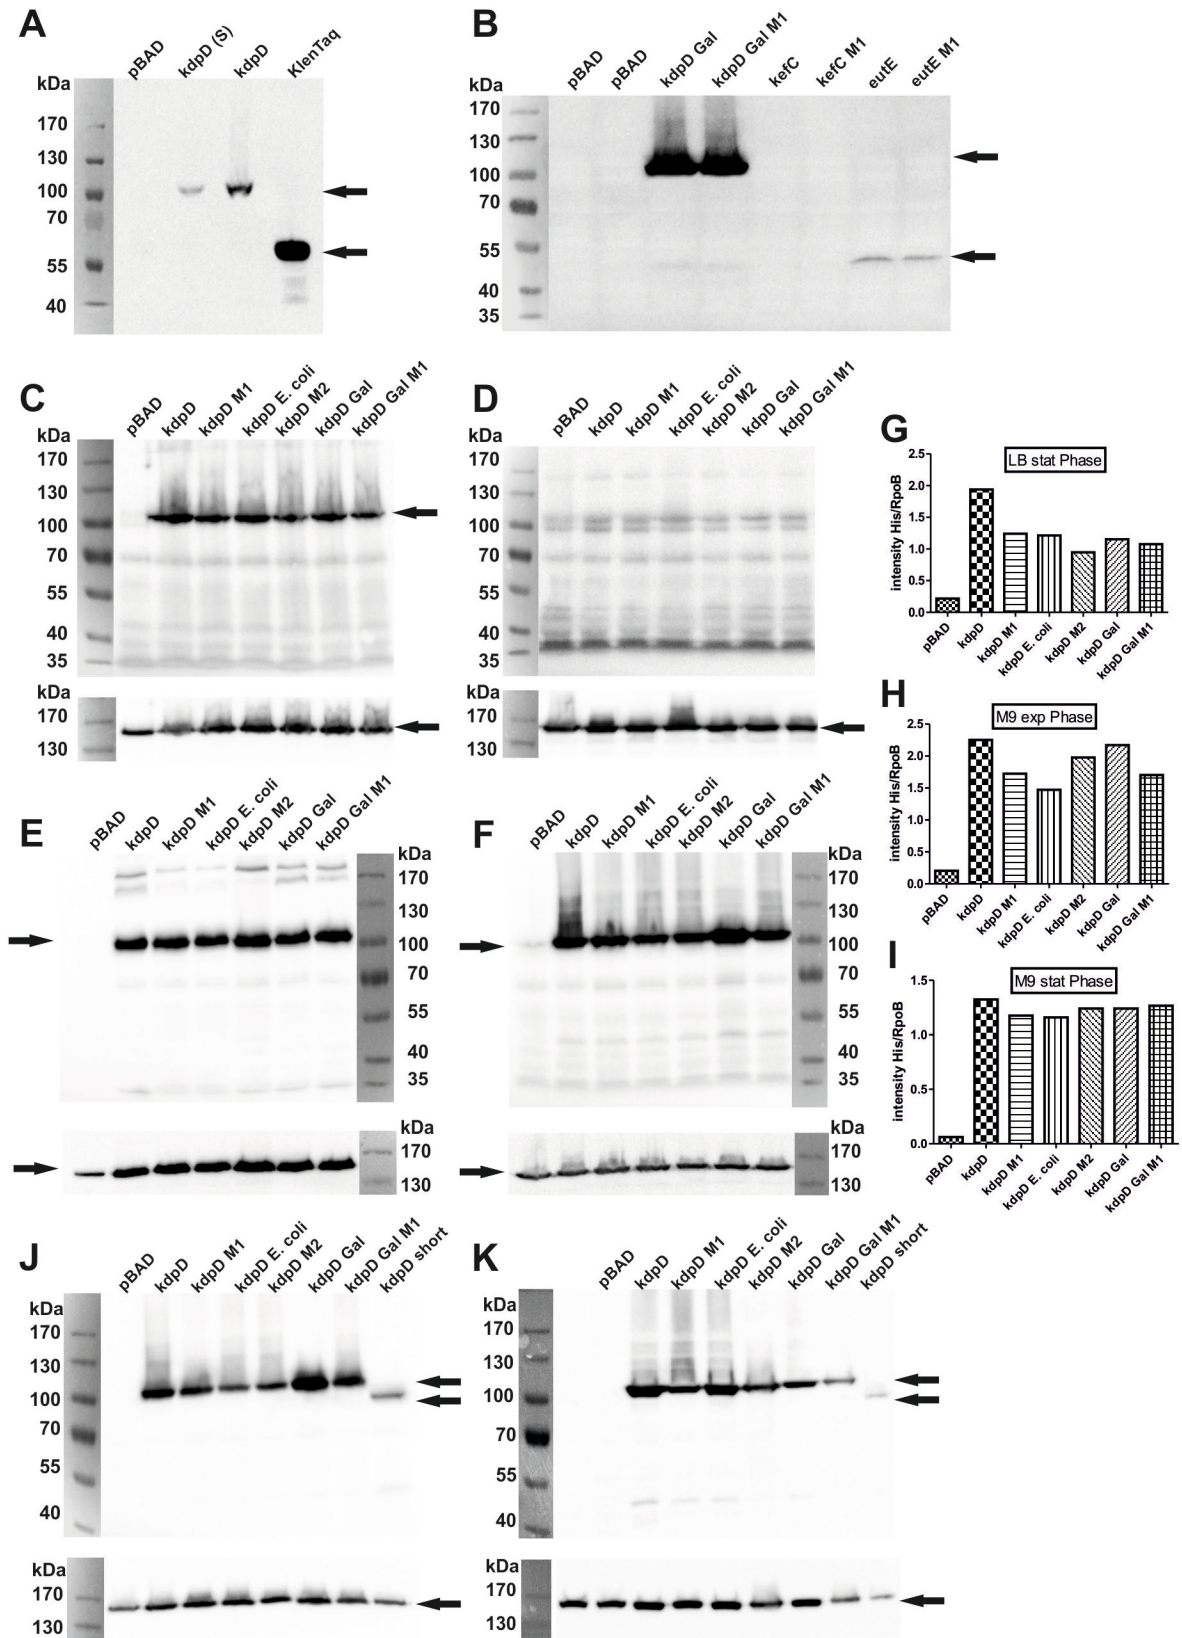 A
pBAD
kdpD (S)
kdpD
KlenTaq
kDa
170
130
100
70
55
40
B
pBAD
pBAD
kdpD Gal
kdpD Gal M1
kefC
kefC M1
eutE
eutE M1
kDa
170
130
100
70
55
40
35
C
pBAD
kdpD
kdpD M1
kdpD E. coli
kdpD M2
kdpD Gal
kdpD Gal M1
kDa
170
130
100
70
55
40
35
kDa
170
130
D
pBAD
kdpD
kdpD M1
kdpD E. coli
kdpD M2
kdpD Gal
kdpD Gal M1
kDa
170
130
100
70
55
40
35
kDa
170
130
G
LB stat Phase
intensity His/RpoB
2.5
2.0
1.5
1.0
0.5
0.0
pBAD
kdpD
kdpD M1
kdpD E. coli
kdpD M2
kdpD Gal
kdpD Gal M1
H
M9 exp Phase
intensity His/RpoB
2.5
2.0
1.5
1.0
0.5
0.0
pBAD
kdpD
kdpD M1
kdpD E. coli
kdpD M2
kdpD Gal
kdpD Gal M1
E
pBAD
kdpD
kdpD M1
kdpD E. coli
kdpD M2
kdpD Gal
kdpD Gal M1
kDa
170
130
100
70
55
40
35
kDa
170
130
F
pBAD
kdpD
kdpD M1
kdpD E. coli
kdpD M2
kdpD Gal
kdpD Gal M1
kDa
170
130
100
70
55
40
35
kDa
170
130
I
M9 stat Phase
intensity His/RpoB
1.5
1.0
0.5
0.0
pBAD
kdpD
kdpD M1
kdpD E. coli
kdpD M2
kdpD Gal
kdpD Gal M1
J
pBAD
kdpD
kdpD M1
kdpD E. coli
kdpD M2
kdpD Gal
kdpD Gal M1
kdpD short
kDa
170
130
100
70
55
40
kDa
170
130
K
pBAD
kdpD
kdpD M1
kdpD E. coli
kdpD M2
kdpD Gal
kdpD Gal M1
kdpD short
kDa
170
130
100
70
55
40
kDa
170
130